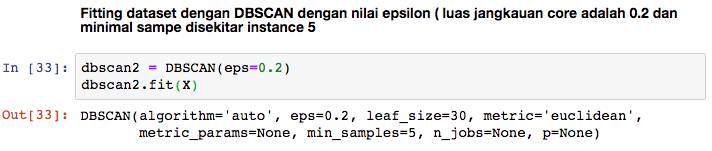 Fitting dataset dengan DBSCAN dengan nilai epsilon ( luas jangkauan core adalah 0.2 dan
minimal sampe disekitar instance 5
In [33]: dbscan2 = DBSCAN(eps=0.2)
dbscan2.fit(X)
Out[33]: DBSCAN(algorithm='auto', eps=0.2, leaf_size=30, metric='euclidean',
metric_params=None, min_samples=5, n_jobs=None, p=None)